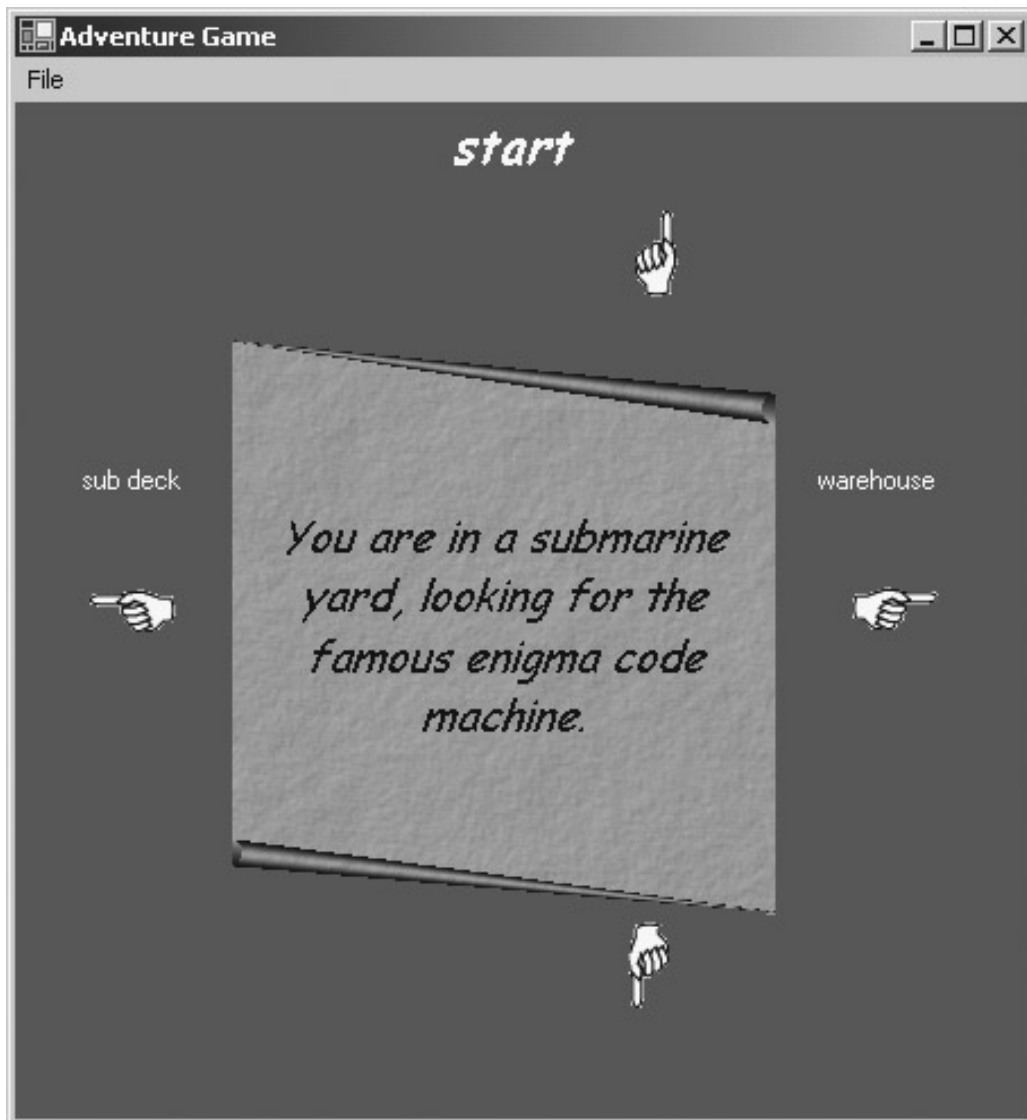 Adventure Game
File
start
sub deck
warehouse
You are in a submarine
yard, looking for the
famous enigma code
machine.